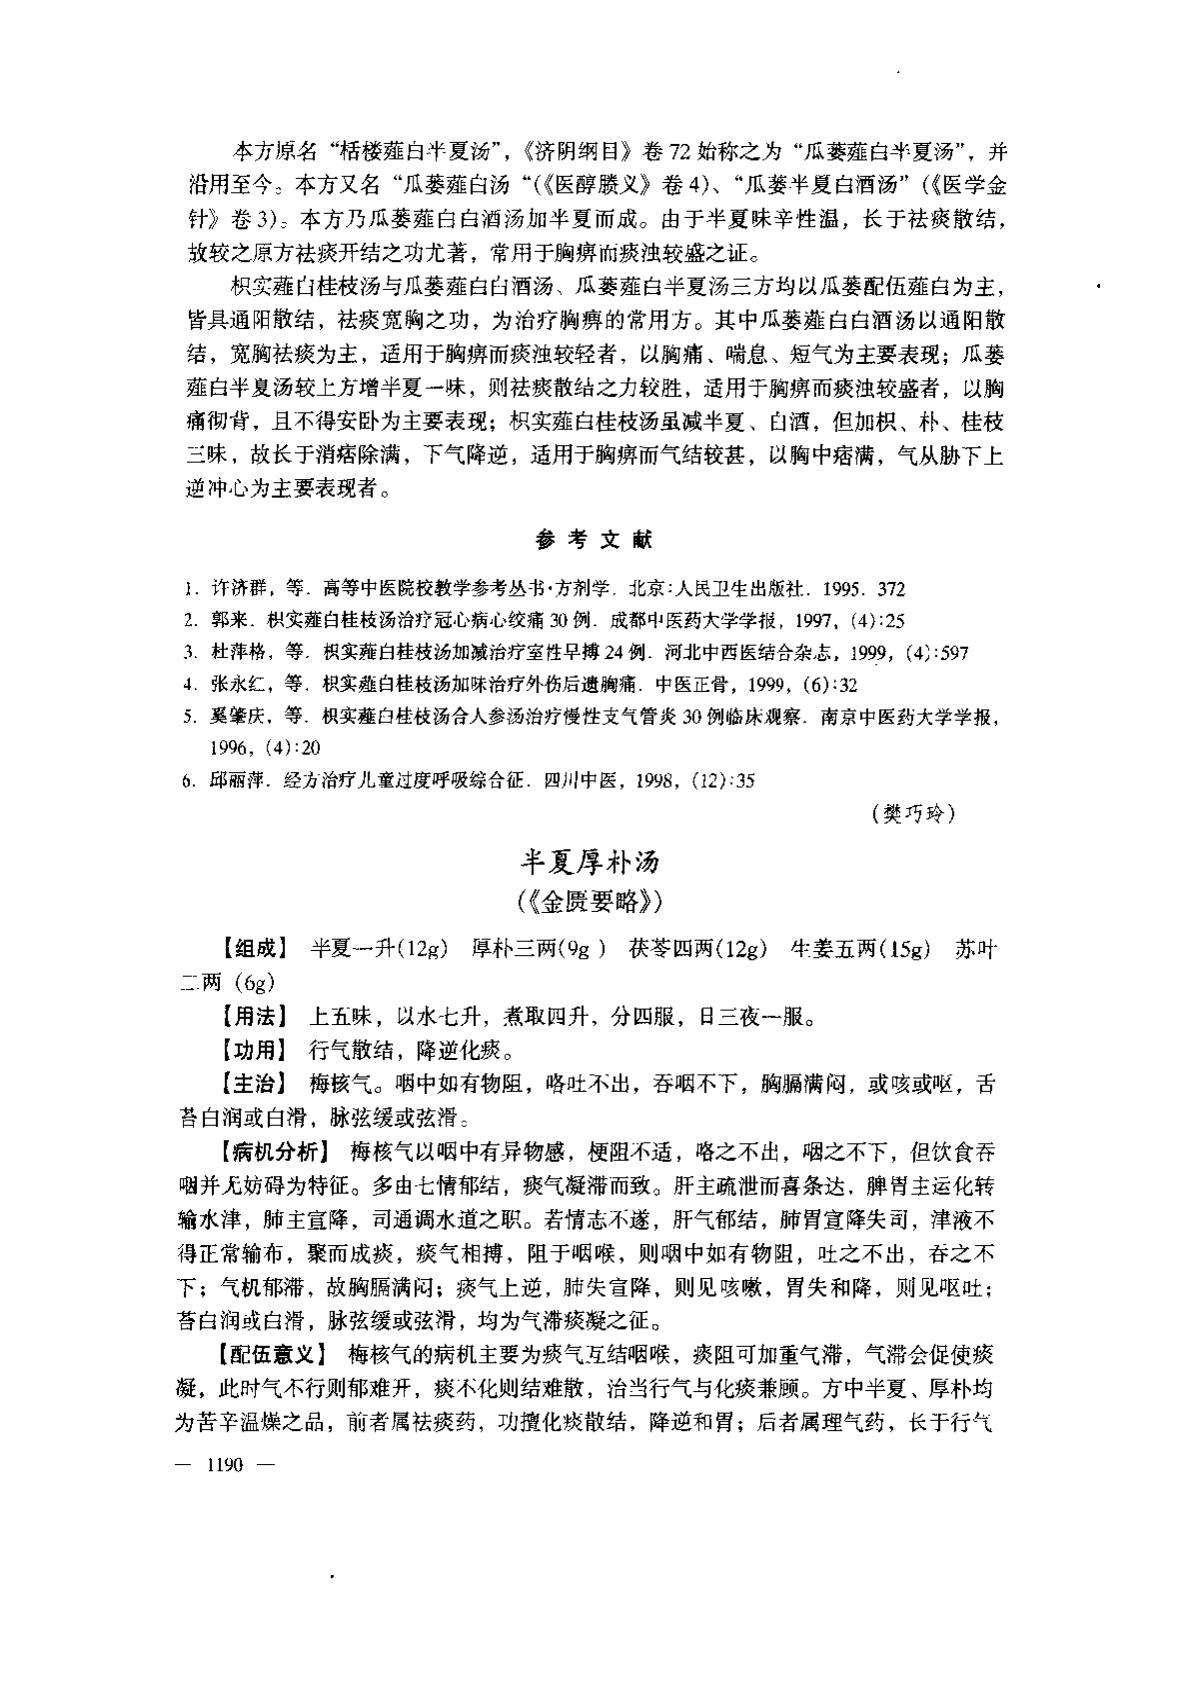 本方原名“栝楼薤白半夏汤”，《济阴纲目》卷 72 始称之为“瓜蒌薤白半夏汤”，并
沿用至今。本方又名“瓜蒌薤白汤“(《医醇賸义》卷 4)、“瓜蒌半夏白酒汤”(《医学金
针》卷 3)。本方乃瓜蒌薤白白酒汤加半夏而成。由于半夏味辛性温，长于祛痰散结，
故较之原方祛痰开结之功尤著，常用于胸痹而痰浊较盛之证。
枳实薤白桂枝汤与瓜蒌薤白白酒汤、瓜蒌薤白半夏汤三方均以瓜蒌配伍薤白为主，
皆具通阳散结，祛痰宽胸之功，为治疗胸痹的常用方。其中瓜蒌薤白白酒汤以通阳散
结，宽胸祛痰为主，适用于胸痹而痰浊较轻者，以胸痛、喘息、短气为主要表现；瓜蒌
薤白半夏汤较上方增半夏一味，则祛痰散结之力较胜，适用于胸痹而痰浊较盛者，以胸
痛彻背，且不得安卧为主要表现；枳实薤白桂枝汤虽减半夏、白酒，但加枳、朴、桂枝
三味，故长于消痞除满，下气降逆，适用于胸痹而气结较甚，以胸中痞满，气从胁下上
逆冲心为主要表现者。
参考文献
1. 许济群，等．高等中医院校教学参考丛书·方剂学．北京：人民卫生出版社．1995．372
2. 郭来．枳实薤白桂枝汤治疗冠心病心绞痛 30 例．成都中医药大学学报，1997，(4)：25
3. 杜萍格，等．枳实薤白桂枝汤加减治疗室性早搏 24 例．河北中西医结合杂志，1999，(4)：597
4. 张永红，等．枳实薤白桂枝汤加味治疗外伤后遗胸痛．中医正骨，1999，(6)：32
5. 奚肇庆，等．枳实薤白桂枝汤合人参汤治疗慢性支气管炎 30 例临床观察．南京中医药大学学报，
1996，(4)：20
6. 邱丽萍．经方治疗儿童过度呼吸综合征．四川中医，1998，(12)：35
（樊巧玲）
半夏厚朴汤
(《金匮要略》)
【组成】 半夏一升(12g) 厚朴三两(9g ) 茯苓四两(12g) 生姜五两(15g) 苏叶
二两 (6g)
【用法】 上五味，以水七升，煮取四升，分四服，日三夜一服。
【功用】 行气散结，降逆化痰。
【主治】 梅核气。咽中如有物阻，咯吐不出，吞咽不下，胸膈满闷，或咳或呕，舌
苔白润或白滑，脉弦缓或弦滑。
【病机分析】 梅核气以咽中有异物感，梗阻不适，咯之不出，咽之不下，但饮食吞
咽并无妨碍为特征。多由七情郁结，痰气凝滞而致。肝主疏泄而喜条达，脾胃主运化转
输水津，肺主宣降，司通调水道之职。若情志不遂，肝气郁结，肺胃宣降失司，津液不
得正常输布，聚而成痰，痰气相搏，阻于咽喉，则咽中如有物阻，吐之不出，吞之不
下；气机郁滞，故胸膈满闷；痰气上逆，肺失宣降，则见咳嗽，胃失和降，则见呕吐；
苔白润或白滑，脉弦缓或弦滑，均为气滞痰凝之征。
【配伍意义】 梅核气的病机主要为痰气互结咽喉，痰阻可加重气滞，气滞会促使痰
凝，此时气不行则郁难开，痰不化则结难散，治当行气与化痰兼顾。方中半夏、厚朴均
为苦辛温燥之品，前者属祛痰药，功擅化痰散结，降逆和胃；后者属理气药，长于行气
— 1190 —